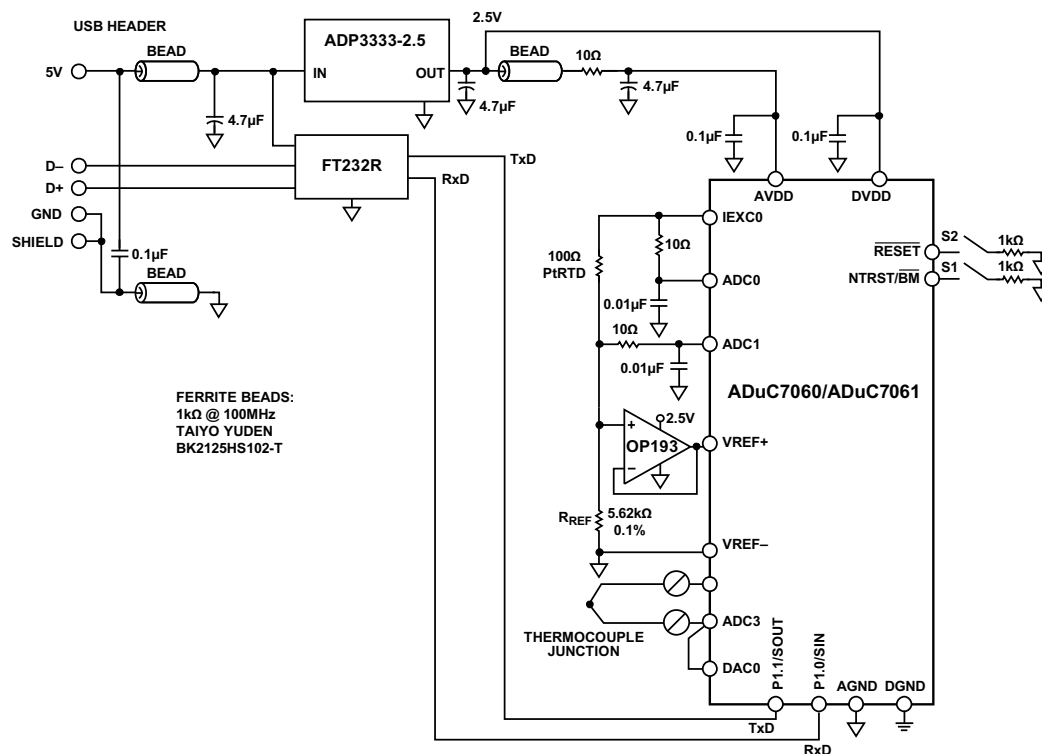 USB HEADER
5V
BEAD
4.7µF
ADP3333-2.5
IN
OUT
4.7µF
2.5V
BEAD
10Ω
4.7µF
0.1µF
0.1µF
D–
D+
GND
SHIELD
0.1µF
BEAD
FT232R
TxD
RxD
AVDD
DVDD
IEXC0
100Ω
PtRTD
10Ω
ADC0
0.01µF
10Ω
ADC1
0.01µF
RESET
S2
1kΩ
NTRST/BM
S1
1kΩ
FERRITE BEADS:
1kΩ @ 100MHz
TAIYO YUDEN
BK2125HS102-T
ADuC7060/ADuC7061
+
2.5V
OP193
–
VREF+
RREF
5.62kΩ
0.1%
VREF–
THERMOCOUPLE
JUNCTION
ADC3
DAC0
P1.1/SOUT
P1.0/SIN
AGND
DGND
TxD
RxD